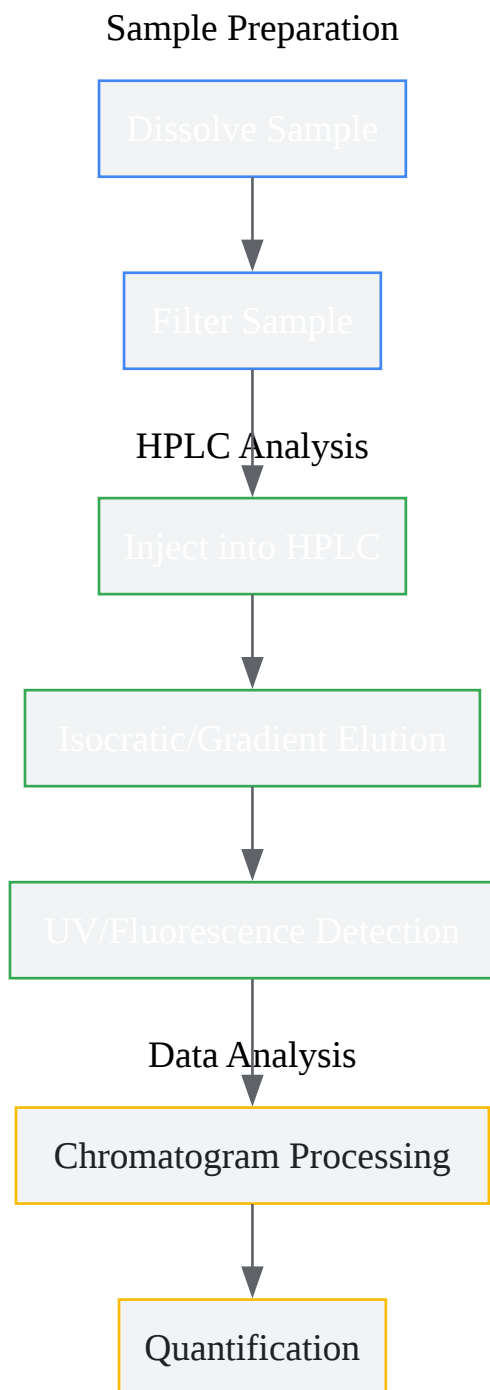 Sample Preparation
Dissolve Sample
Filter Sample
HPLC Analysis
Inject into HPLC
Isocratic/Gradient Elution
UV/Fluorescence Detection
Data Analysis
Chromatogram Processing
Quantification